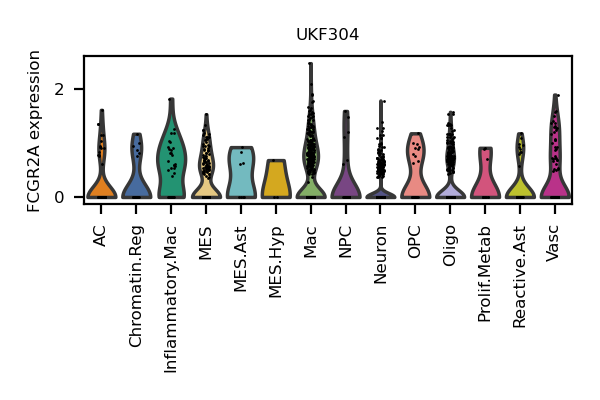 UKF304
FCGR2A expression
2
0
AC
Chromatin.Reg
Inflammatory.Mac
MES
MES.Ast
MES.Hyp
Mac
NPC
Neuron
OPC
Oligo
Prolif.Metab
Reactive.Ast
Vasc